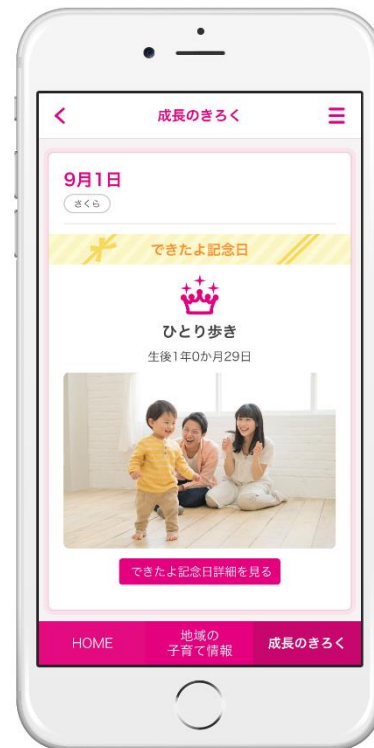 成長のきろく
9月1日
さくら
できたよ記念日
ひとり歩き
生後1年0か月29日
できたよ記念日詳細を見る
HOME
地域の
子育て情報
成長のきろく